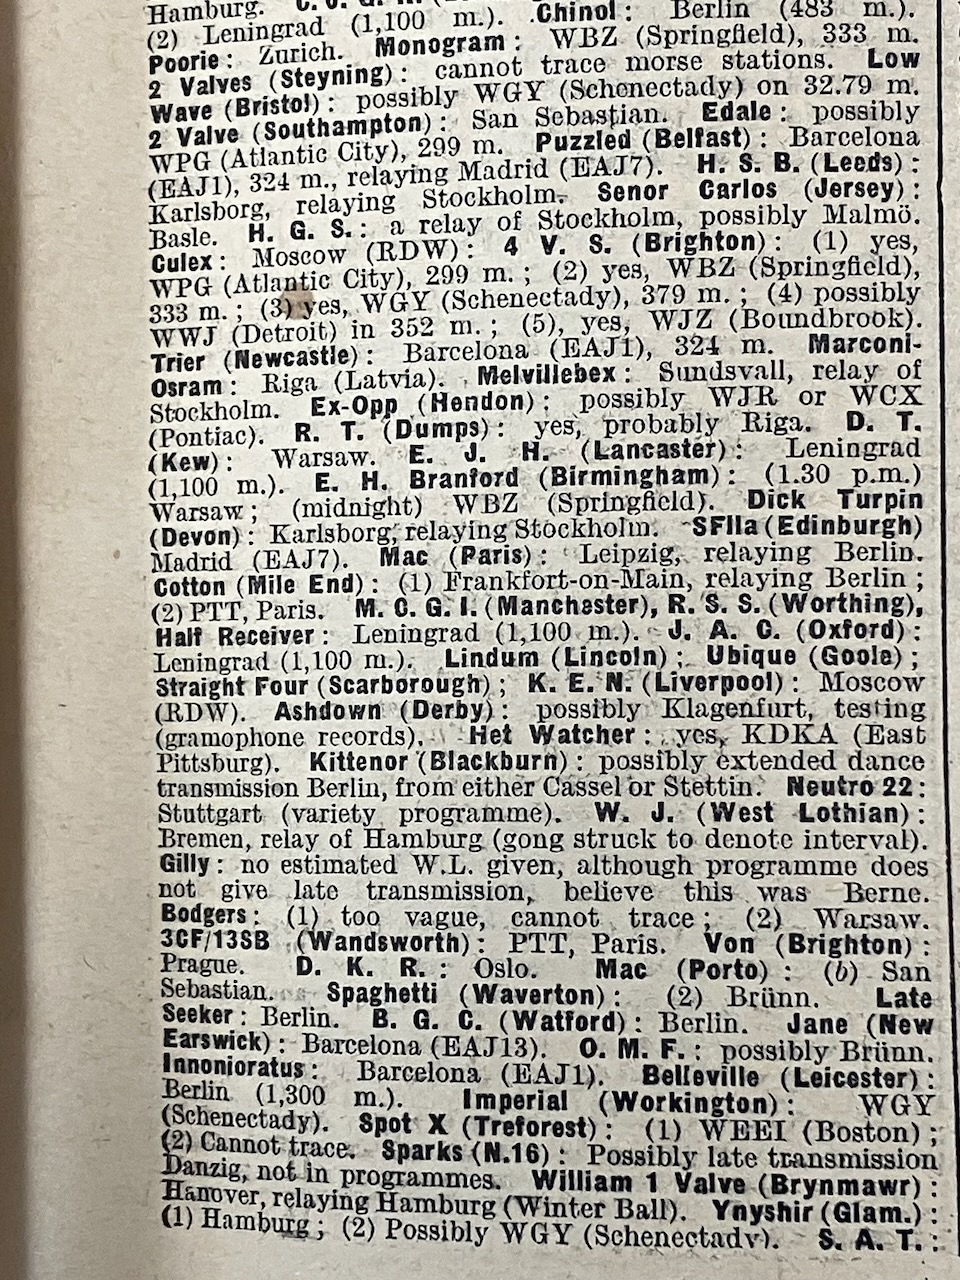 Hamburg.
(2) Leningrad (1,100 m.). Chinol: Berlin (483 m.).
Poorie: Zurich. Monogram: WBZ (Springfield), 333 m.
2 Valves (Steyning): cannot trace morse stations. Low
Wave (Bristol): possibly WGY (Schenectady) on 32.79 m.
2 Valve (Southampton): San Sebastian. Edale: possibly
WPG (Atlantic City), 299 m. Puzzled (Belfast): Barcelona
(EAJ1), 324 m., relaying Madrid (EAJ7). H. S. B. (Leeds):
Karlsborg, relaying Stockholm. Senor Carlos (Jersey):
Basle. H. G. S.: a relay of Stockholm, possibly Malmö.
Culex: Moscow (RDW): 4 V. S. (Brighton): (1) yes,
WPG (Atlantic City), 299 m.; (2) yes, WBZ (Springfield),
333 m.; (3) yes, WGY (Schenectady), 379 m.; (4) possibly
WWJ (Detroit) in 352 m.; (5), yes, WJZ (Boundbrook).
Trier (Newcastle): Barcelona (EAJ1), 324 m. Marconi-
Osram: Riga (Latvia). Melvillebex: Sundsvall, relay of
Stockholm. Ex-Opp (Hendon): possibly WJR or WCX
(Pontiac). R. T. (Dumps): yes, probably Riga. D. T.
(Kew): Warsaw. E. J. H. (Lancaster): Leningrad
(1,100 m.). E. H. Branford (Birmingham): (1.30 p.m.)
Warsaw; (midnight) WBZ (Springfield). Dick Turpin
(Devon): Karlsborg, relaying Stockholm. SFIIa (Edinburgh)
Madrid (EAJ7). Mac (Paris): Leipzig, relaying Berlin.
Cotton (Mile End): (1) Frankfort-on-Main, relaying Berlin;
(2) PTT, Paris. M. C. G. I. (Manchester), R. S. S. (Worthing),
Half Receiver: Leningrad (1,100 m.). J. A. C. (Oxford):
Leningrad (1,100 m.). Lindum (Lincoln); Ubique (Goole);
Straight Four (Scarborough); K. E. N. (Liverpool): Moscow
(RDW). Ashdown (Derby): possibly Klagenfurt, testing
(gramophone records). Het Watcher: yes, KDKA (East
Pittsburg). Kittenor (Blackburn): possibly extended dance
transmission Berlin, from either Cassel or Stettin. Neutro 22:
Stuttgart (variety programme). W. J. (West Lothian):
Bremen, relay of Hamburg (gong struck to denote interval).
Gilly: no estimated W.L. given, although programme does
not give late transmission, believe this was Berne.
Bodgers: (1) too vague, cannot trace; (2) Warsaw.
3CF/13SB (Wandsworth): PTT, Paris. Von (Brighton):
Prague. D. K. R.: Oslo. Mac (Porto): (b) San
Sebastian. Spaghetti (Waverton): (2) Brünn. Late
Seeker: Berlin. B. G. C. (Watford): Berlin. Jane (New
Earswick): Barcelona (EAJ13). O. M. F.: possibly Brünn.
Innonioratus: Barcelona (EAJ1). Belleville (Leicester):
Berlin (1,300 m.). Imperial (Workington): WGY
(Schenectady). Spot X (Treforest): (1) WEEI (Boston);
(2) Cannot trace. Sparks (N.16): Possibly late transmission
Danzig, not in programmes. William 1 Valve (Brynmawr):
Hanover, relaying Hamburg (Winter Ball). Ynyshir (Glam.):
(1) Hamburg; (2) Possibly WGY (Schenectady). S. A. T.: